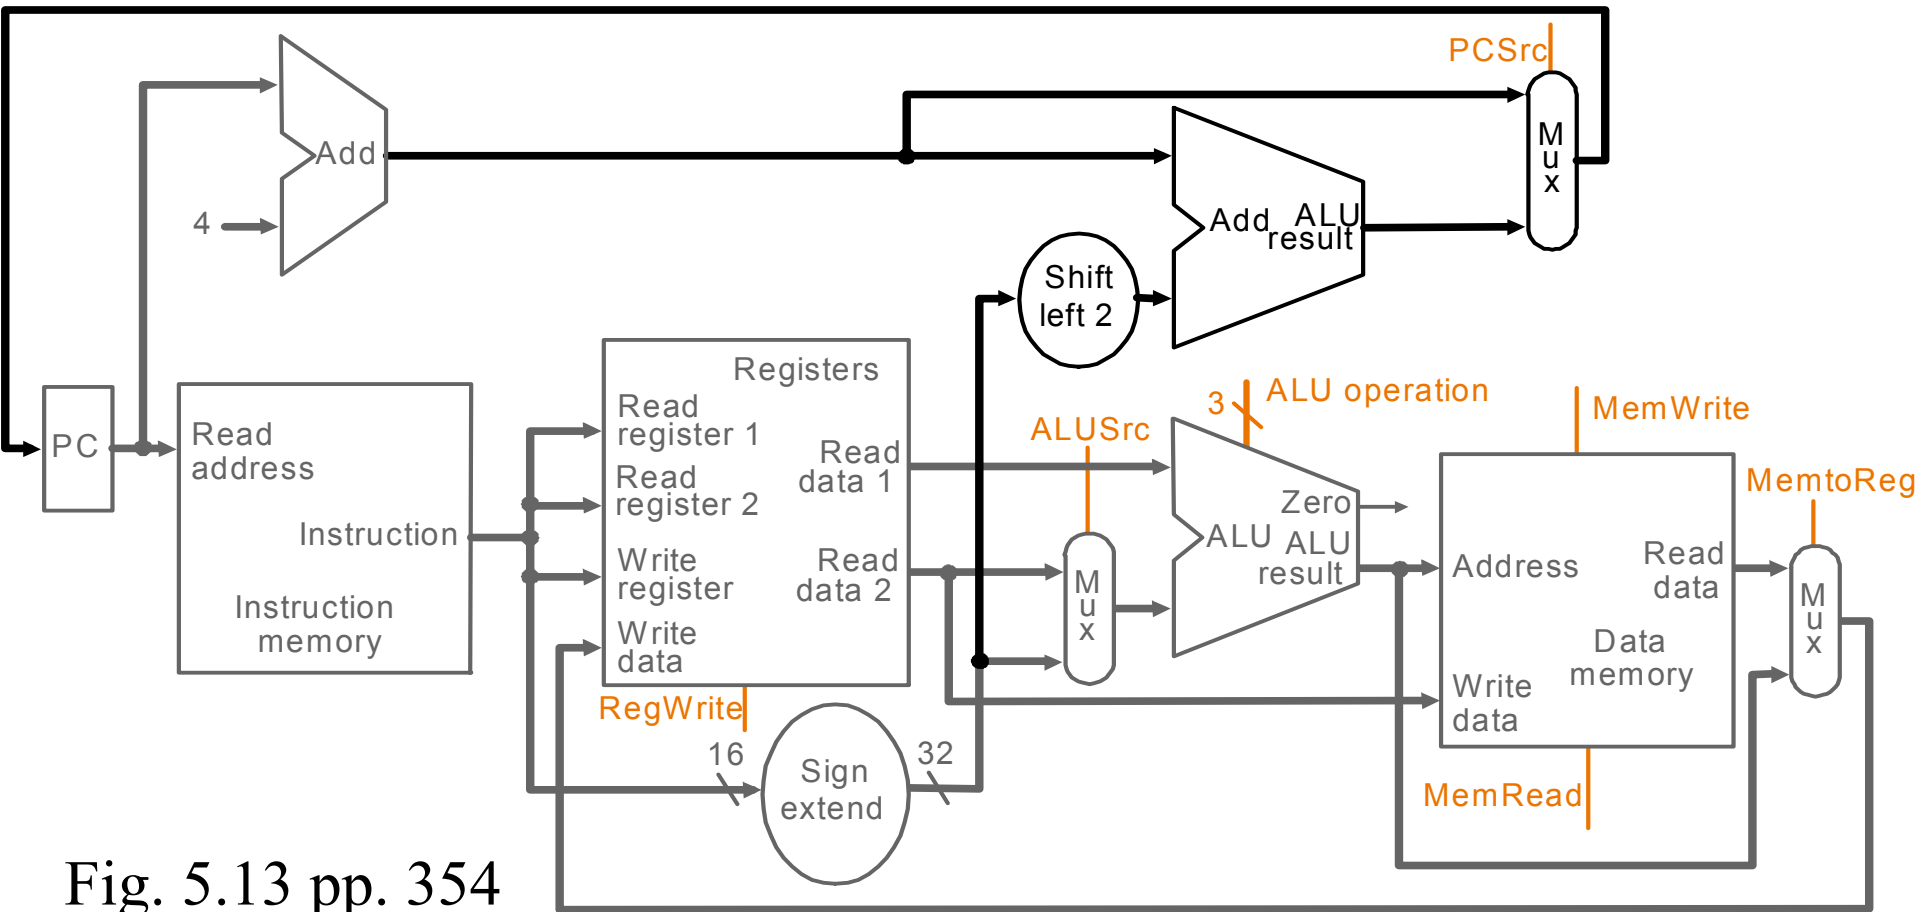 PCSrc
M
u
x
Add
4
Add ALU
result
Shift
left 2
PC
Read
address
Instruction
Instruction
memory
Registers
Read
register 1
Read
register 2
Write
register
Write
data
Read
data 1
Read
data 2
RegWrite
16
Sign
extend
32
ALUSrc
M
u
x
3
ALU operation
Zero
ALU ALU
result
MemWrite
Address
Read
data
Data
memory
Write
data
MemRead
MemtoReg
M
u
x
Fig. 5.13 pp. 354